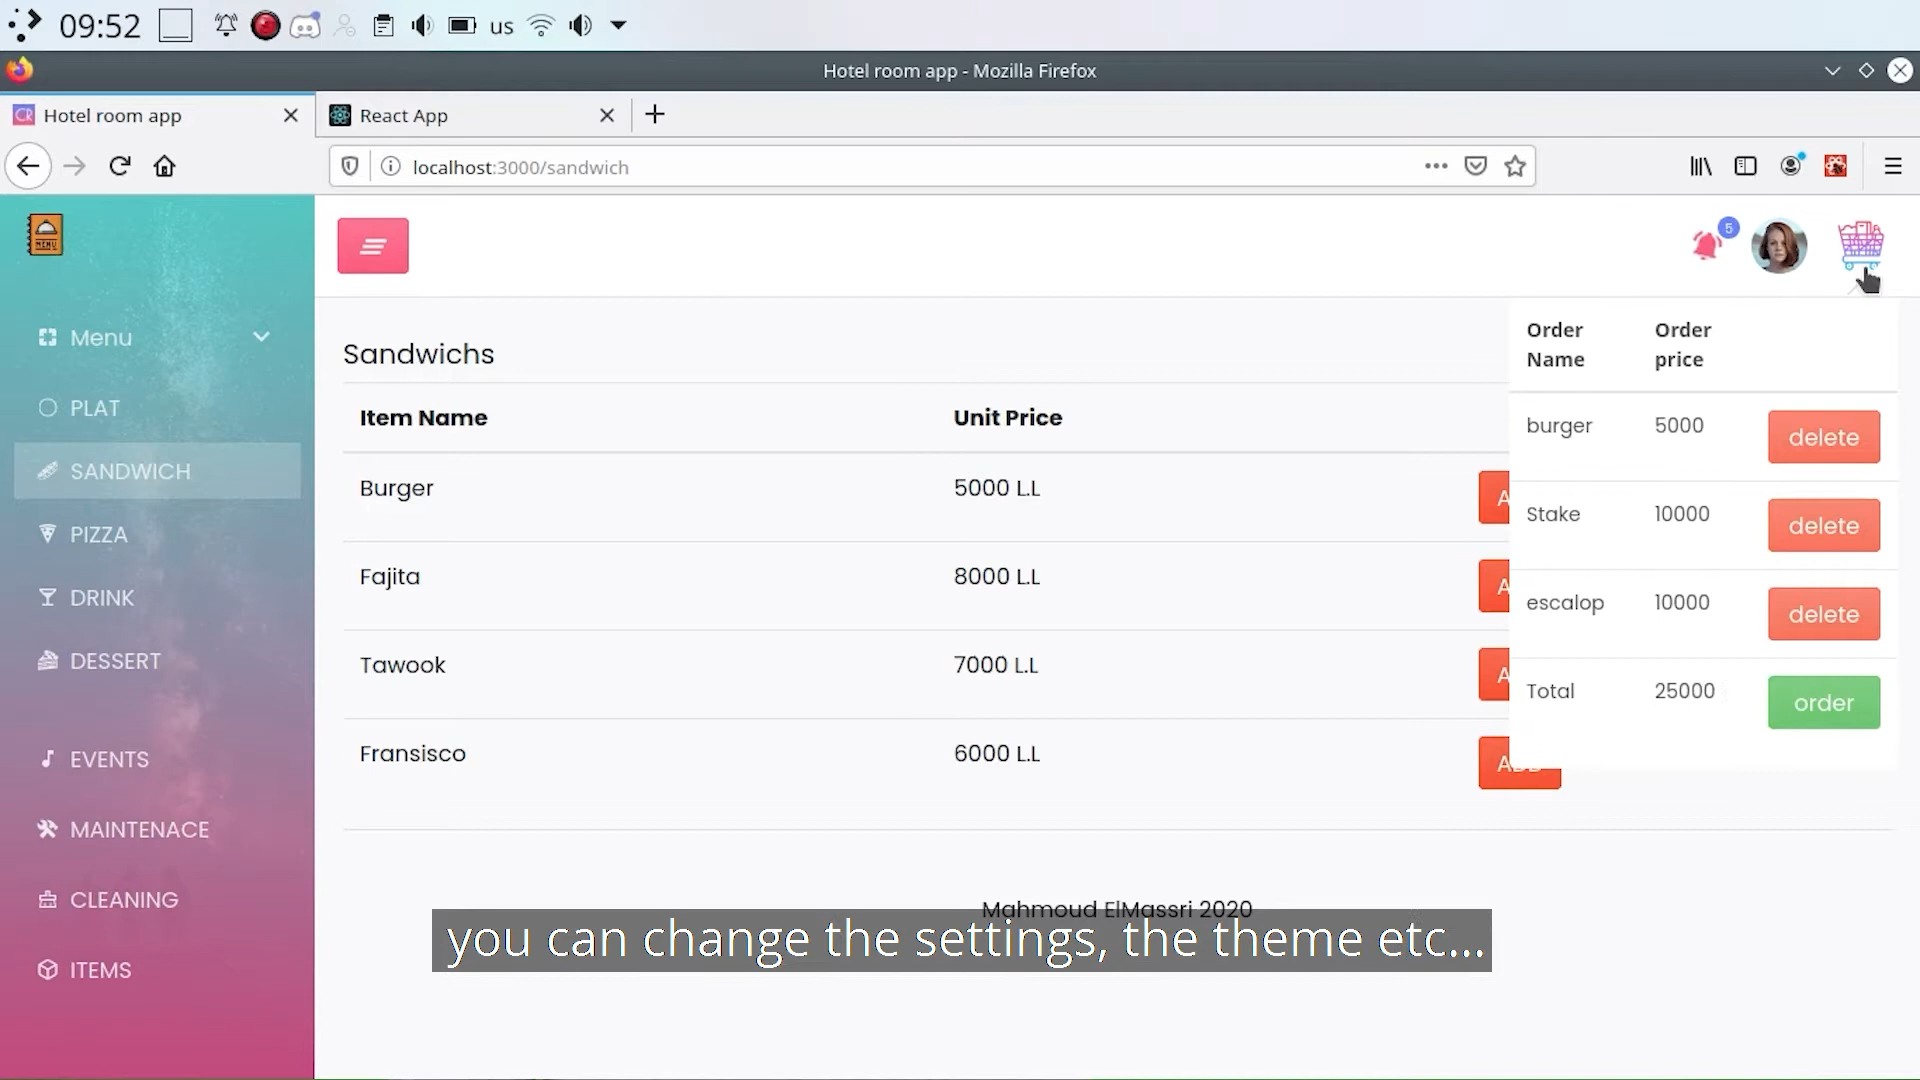 09:52
us
Hotel room app - Mozilla Firefox
Hotel room app
React App
localhost:3000/sandwich
MENU
5
Menu
PLAT
SANDWICH
PIZZA
DRINK
DESSERT
EVENTS
MAINTENACE
CLEANING
ITEMS
Sandwichs
Item Name Unit Price
Burger 5000 L.L A
Fajita 8000 L.L A
Tawook 7000 L.L A
Fransisco 6000 L.L ADD
Order Name Order price
burger 5000 delete
Stake 10000 delete
escalop 10000 delete
Total 25000 order
Mahmoud ElMassri 2020
you can change the settings, the theme etc...